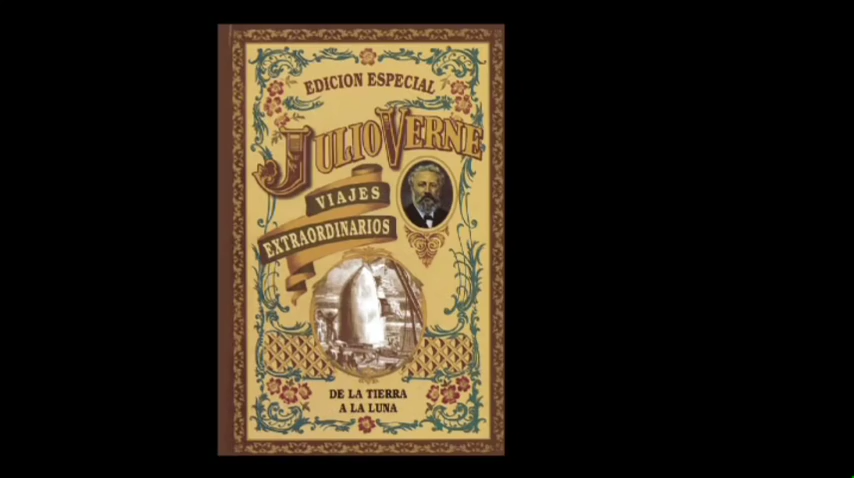 EDICION ESPECIAL
JULIO VERNE
VIAJES
EXTRAORDINARIOS
DE LA TIERRA
A LA LUNA